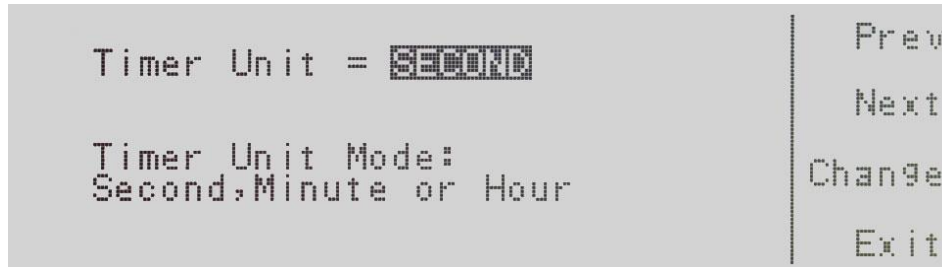 Timer Unit = SECOND
Timer Unit Mode:
Second,Minute or Hour
Prev
Next
Change
Exit